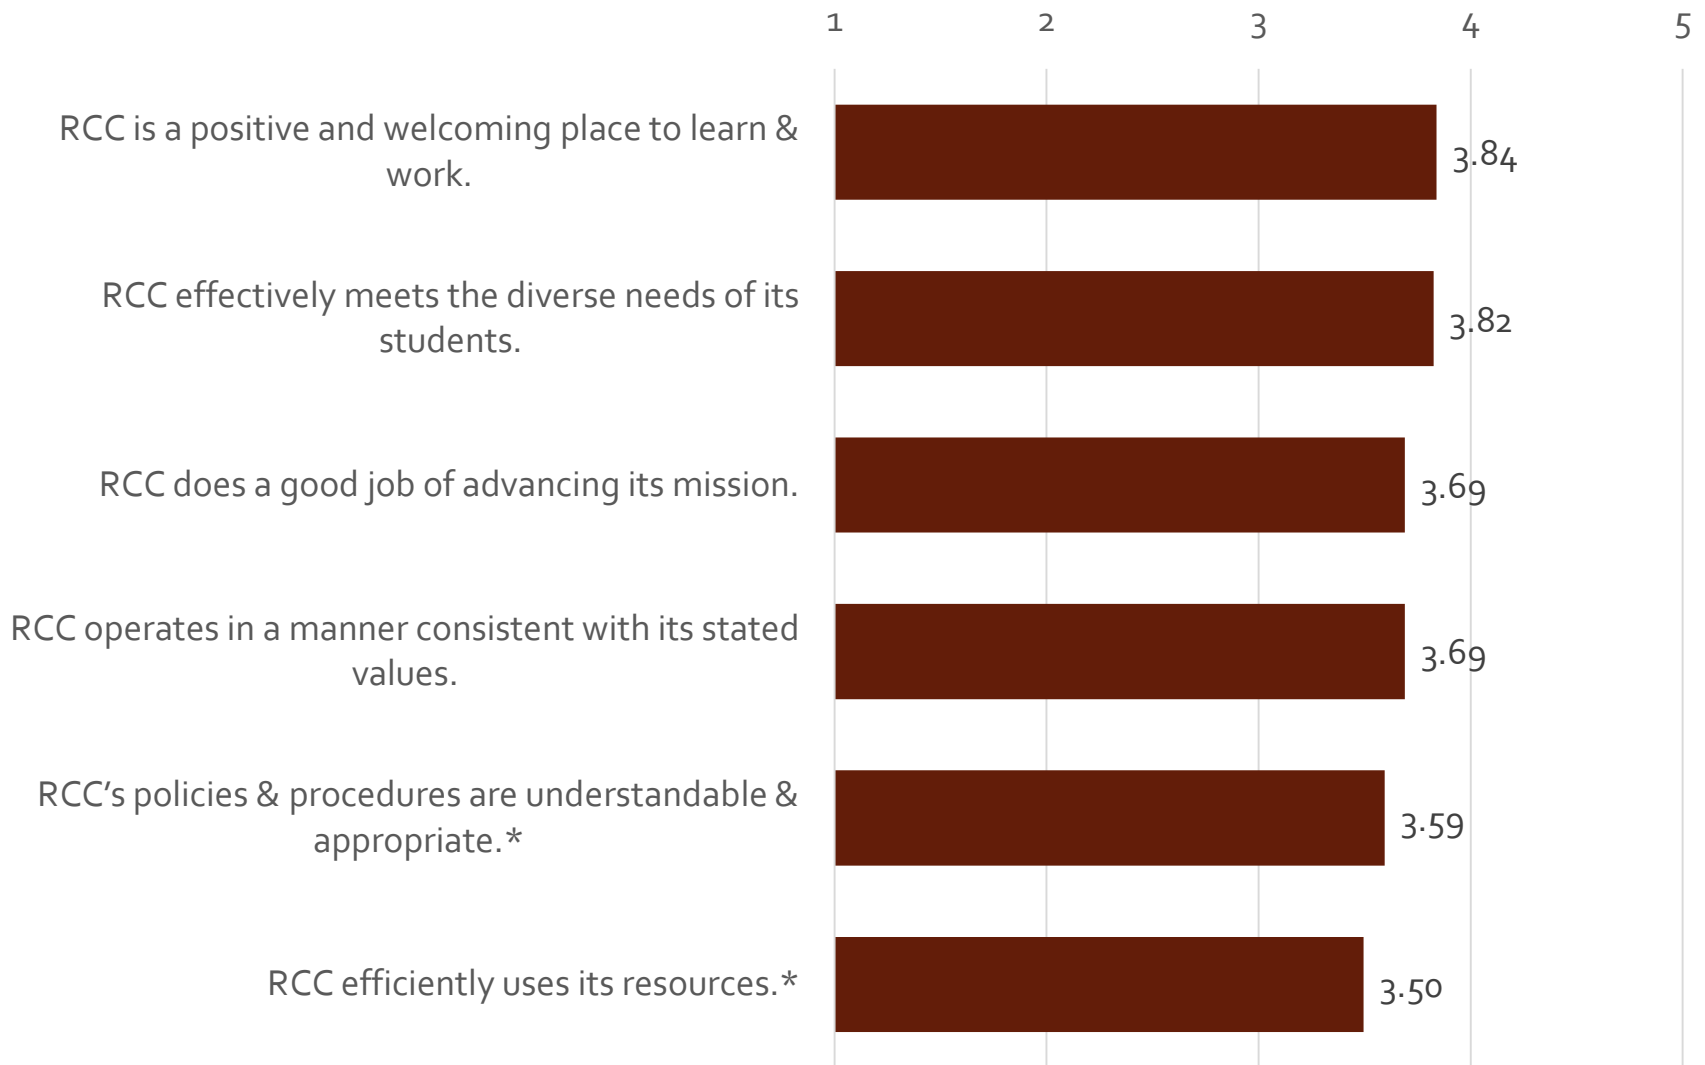 1 2 3 4 5
RCC is a positive and welcoming place to learn &
work.
3.84
RCC effectively meets the diverse needs of its
students.
3.82
RCC does a good job of advancing its mission.
3.69
RCC operates in a manner consistent with its stated
values.
3.69
RCC’s policies & procedures are understandable &
appropriate.*
3.59
RCC efficiently uses its resources.*
3.50